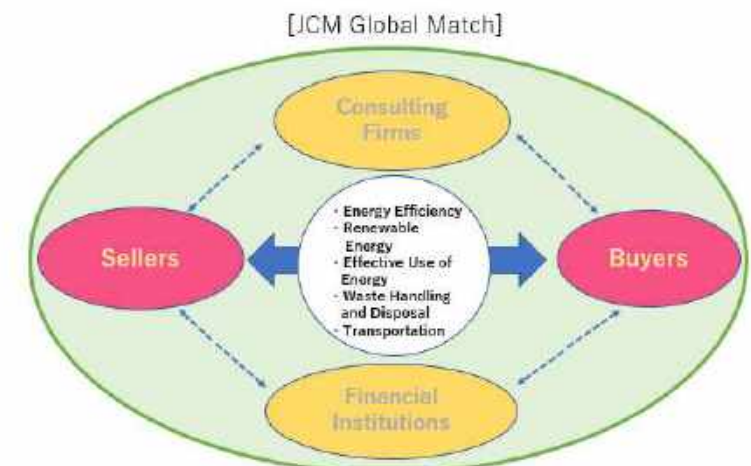 [JCM Global Match]
Consulting
Firms
・Energy Efficiency
・Renewable
Energy
・Effective Use of
Energy
・Waste Handling
and Disposal
・Transportation
Sellers
Buyers
Financial
Institutions